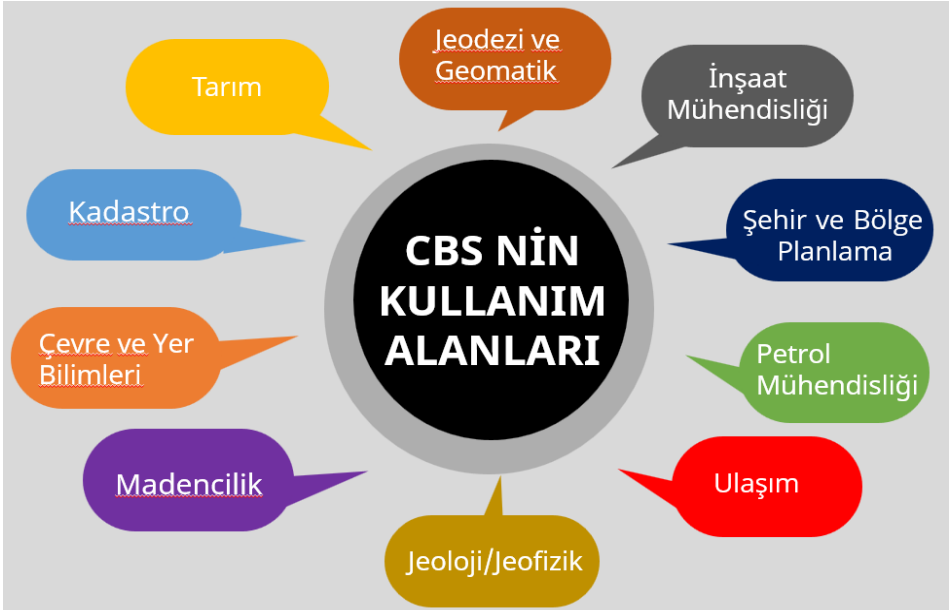 Jeodezi ve
Geomatik
Tarım
İnşaat
Mühendisliği
Kadastro
Şehir ve Bölge
Planlama
CBS NİN
KULLANIM
ALANLARI
Çevre ve Yer
Bilimleri
Petrol
Mühendisliği
Madencilik
Ulaşım
Jeoloji/Jeofizik